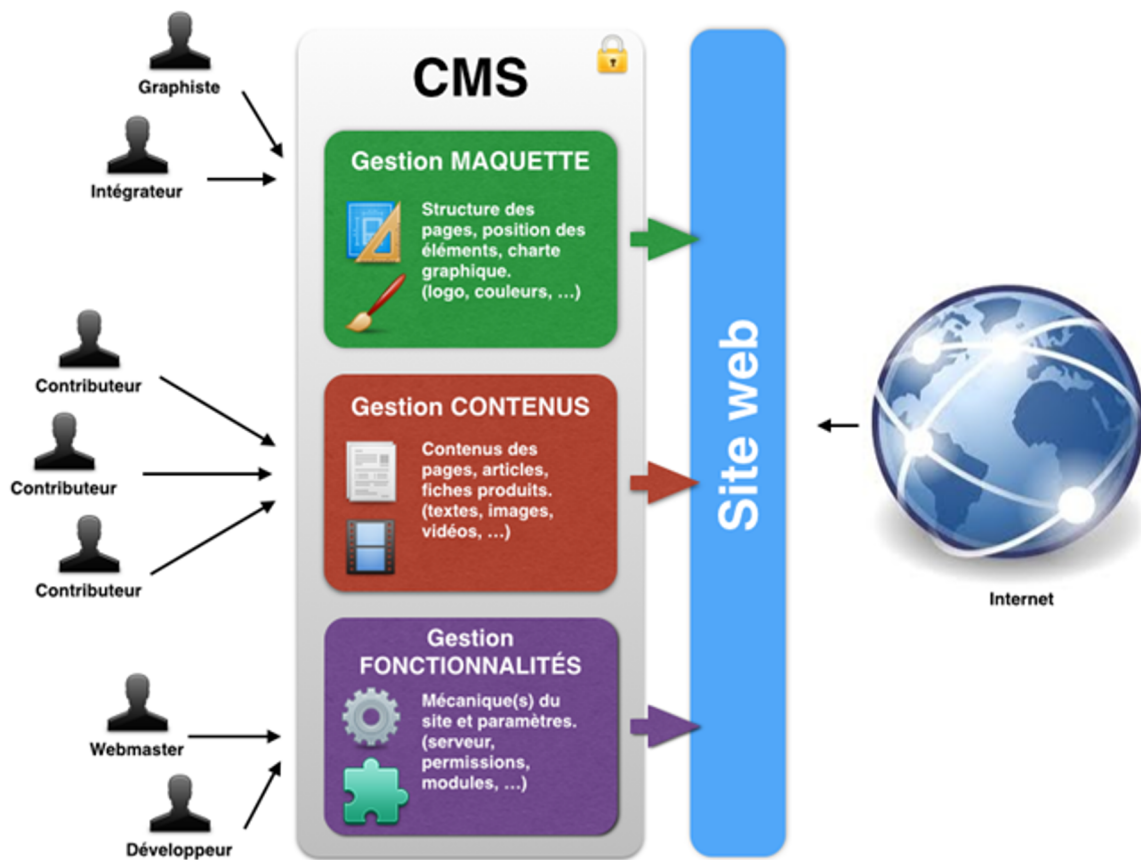 Graphiste
Intégrateur
Contributeur
Contributeur
Contributeur
Webmaster
Développeur
CMS
Gestion MAQUETTE
Structure des
pages, position des
éléments, charte
graphique.
(logo, couleurs, ...)
Gestion CONTENUS
Contenus des
pages, articles,
fiches produits.
(textes, images,
vidéos, ...)
Gestion
FONCTIONNALITÉS
Mécanique(s) du
site et paramètres.
(serveur,
permissions,
modules, ...)
Site web
Internet